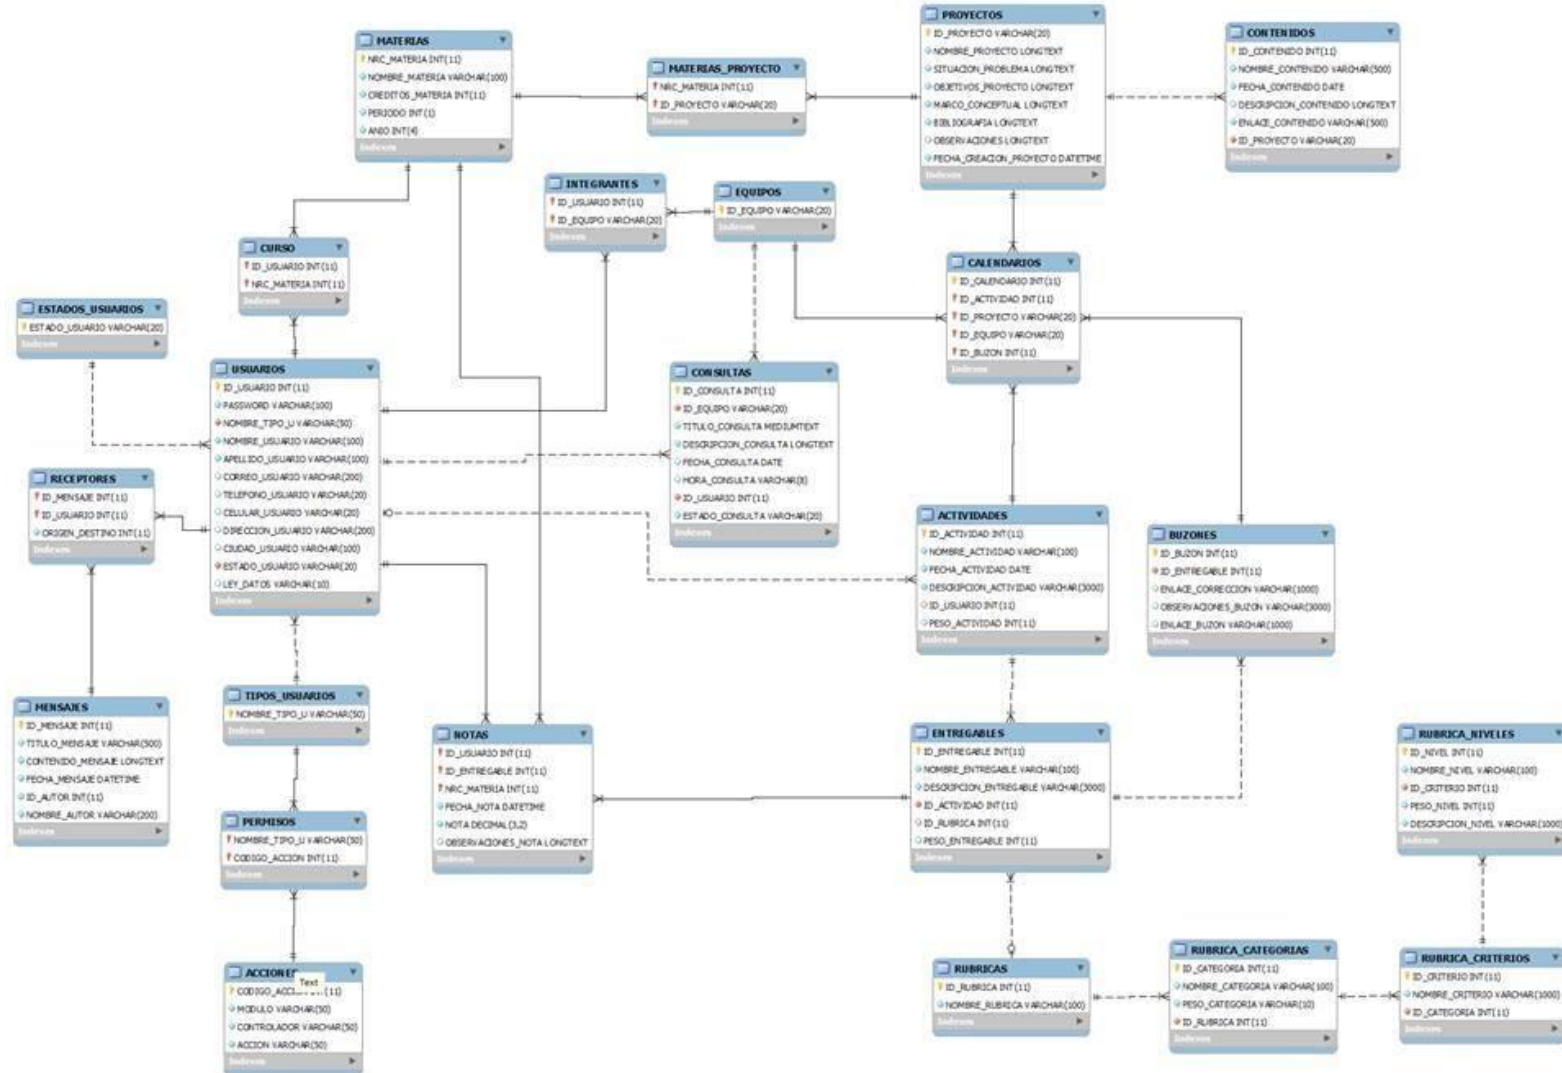 MATERIAS
NRC_MATERIA INT(11)
NOMBRE_MATERIA VARCHAR(100)
CREDITOS_MATERIA INT(11)
PERIODO INT(1)
ANIO INT(4)
Indexes
MATERIAS_PROYECTO
NRC_MATERIA INT(11)
ID_PROYECTO VARCHAR(20)
Indexes
PROYECTOS
ID_PROYECTO VARCHAR(20)
NOMBRE_PROYECTO LONGTEXT
SITUACION_PROBLEMA LONGTEXT
OBJETIVOS_PROYECTO LONGTEXT
MARCO_CONCEPTUAL LONGTEXT
BIBLIOGRAFIA LONGTEXT
OBSERVACIONES LONGTEXT
FECHA_CREACION_PROYECTO DATETIME
Indexes
CONTENIDOS
ID_CONTENIDO INT(11)
NOMBRE_CONTENIDO VARCHAR(500)
FECHA_CONTENIDO DATE
DESCRIPCION_CONTENIDO LONGTEXT
ENLACE_CONTENIDO VARCHAR(500)
ID_PROYECTO VARCHAR(20)
Indexes
INTEGRANTES
ID_USUARIO INT(11)
ID_EQUIPO VARCHAR(20)
Indexes
EQUIPOS
ID_EQUIPO VARCHAR(20)
Indexes
CURSO
ID_USUARIO INT(11)
NRC_MATERIA INT(11)
Indexes
CALENDARIOS
ID_CALENDARIO INT(11)
ID_ACTIVIDAD INT(11)
ID_PROYECTO VARCHAR(20)
ID_EQUIPO VARCHAR(20)
ID_BUZON INT(11)
Indexes
ESTADOS_USUARIOS
ESTADO_USUARIO VARCHAR(20)
Indexes
USUARIOS
ID_USUARIO INT(11)
PASSWORD VARCHAR(100)
NOMBRE_TIPO_U VARCHAR(50)
NOMBRE_USUARIO VARCHAR(100)
APELLIDO_USUARIO VARCHAR(100)
CORREO_USUARIO VARCHAR(200)
TELEFONO_USUARIO VARCHAR(20)
CELULAR_USUARIO VARCHAR(20)
DIRECCION_USUARIO VARCHAR(200)
CIUDAD_USUARIO VARCHAR(100)
ESTADO_USUARIO VARCHAR(20)
LEY_DATOS VARCHAR(10)
Indexes
CONSULTAS
ID_CONSULTA INT(11)
ID_EQUIPO VARCHAR(20)
TITULO_CONSULTA MEDIUMTEXT
DESCRIPCION_CONSULTA LONGTEXT
FECHA_CONSULTA DATE
HORA_CONSULTA VARCHAR(8)
ID_USUARIO INT(11)
ESTADO_CONSULTA VARCHAR(20)
Indexes
RECEPTORES
ID_MENSAJE INT(11)
ID_USUARIO INT(11)
ORIGEN_DESTINO INT(11)
Indexes
ACTIVIDADES
ID_ACTIVIDAD INT(11)
NOMBRE_ACTIVIDAD VARCHAR(100)
FECHA_ACTIVIDAD DATE
DESCRIPCION_ACTIVIDAD VARCHAR(3000)
ID_USUARIO INT(11)
PESO_ACTIVIDAD INT(11)
Indexes
BUZONES
ID_BUZON INT(11)
ID_ENTREGABLE INT(11)
ENLACE_CORRECCION VARCHAR(1000)
OBSERVACIONES_BUZON VARCHAR(3000)
ENLACE_BUZON VARCHAR(1000)
Indexes
MENSAJES
ID_MENSAJE INT(11)
TITULO_MENSAJE VARCHAR(500)
CONTENIDO_MENSAJE LONGTEXT
FECHA_MENSAJE DATETIME
ID_AUTOR INT(11)
NOMBRE_AUTOR VARCHAR(200)
Indexes
TIPOS_USUARIOS
NOMBRE_TIPO_U VARCHAR(50)
Indexes
NOTAS
ID_USUARIO INT(11)
ID_ENTREGABLE INT(11)
NRC_MATERIA INT(11)
FECHA_NOTA DATETIME
NOTA DECIMAL(3,2)
OBSERVACIONES_NOTA LONGTEXT
Indexes
ENTREGABLES
ID_ENTREGABLE INT(11)
NOMBRE_ENTREGABLE VARCHAR(100)
DESCRIPCION_ENTREGABLE VARCHAR(3000)
ID_ACTIVIDAD INT(11)
ID_RUBRICA INT(11)
PESO_ENTREGABLE INT(11)
Indexes
RUBRICA_NIVELES
ID_NIVEL INT(11)
NOMBRE_NIVEL VARCHAR(100)
ID_CRITERIO INT(11)
PESO_NIVEL INT(11)
DESCRIPCION_NIVEL VARCHAR(1000)
Indexes
PERMISOS
NOMBRE_TIPO_U VARCHAR(50)
CODIGO_ACCION INT(11)
Indexes
ACCIONES
Text
CODIGO_ACCI INT(11)
MODULO VARCHAR(50)
CONTROLADOR VARCHAR(50)
ACCION VARCHAR(50)
Indexes
RUBRICAS
ID_RUBRICA INT(11)
NOMBRE_RUBRICA VARCHAR(100)
Indexes
RUBRICA_CATEGORIAS
ID_CATEGORIA INT(11)
NOMBRE_CATEGORIA VARCHAR(100)
PESO_CATEGORIA VARCHAR(10)
ID_RUBRICA INT(11)
Indexes
RUBRICA_CRITERIOS
ID_CRITERIO INT(11)
NOMBRE_CRITERIO VARCHAR(1000)
ID_CATEGORIA INT(11)
Indexes